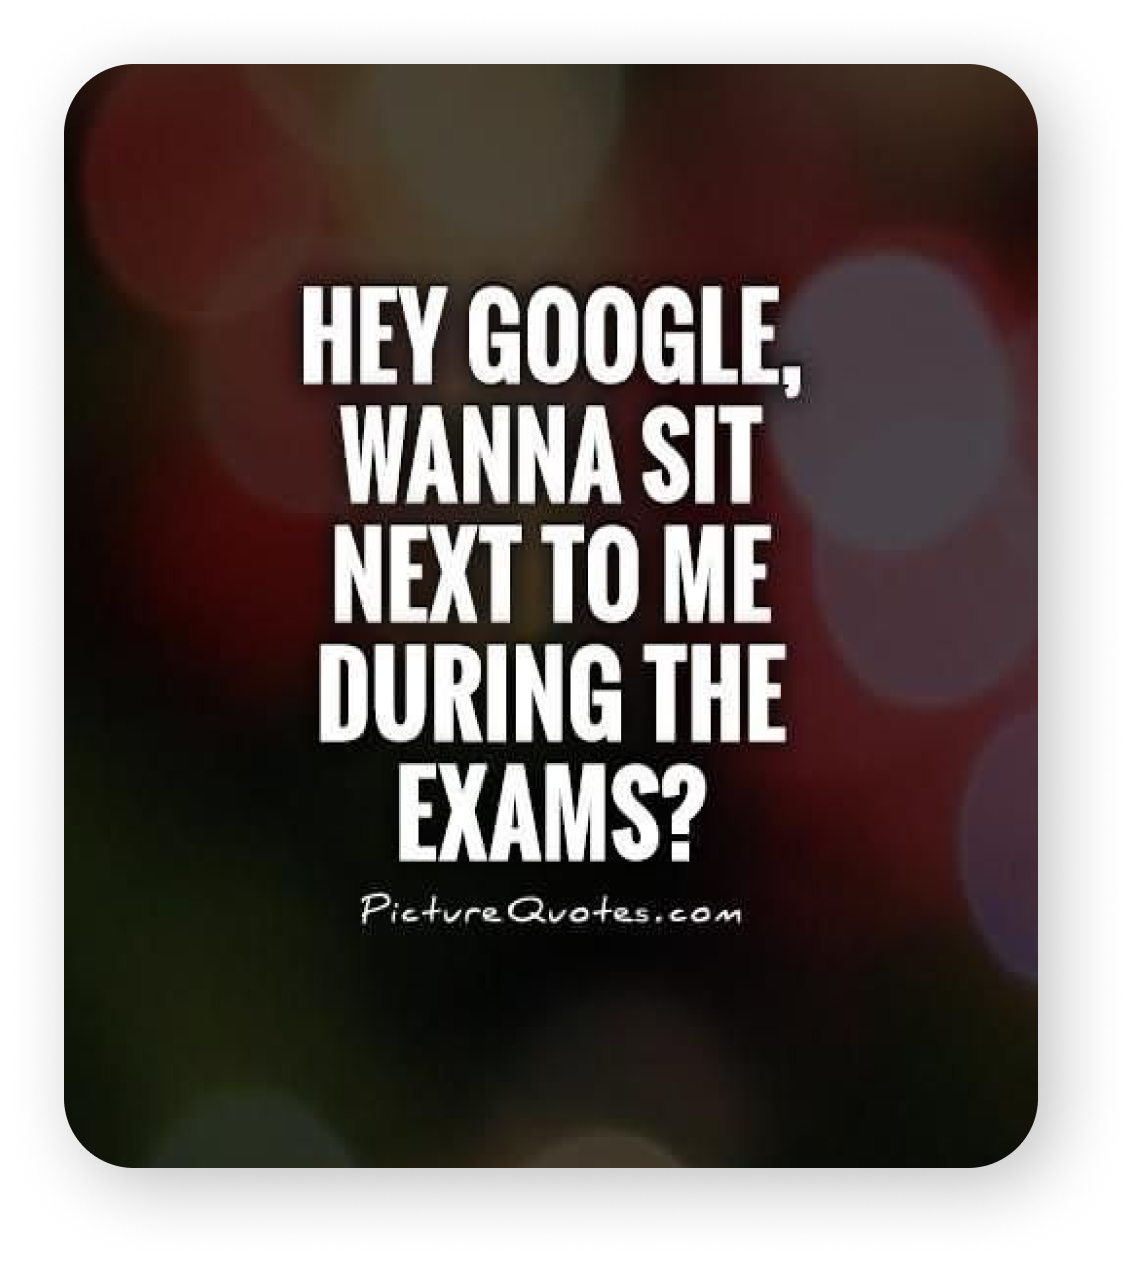 HEY GOOGLE,
WANNA SIT
NEXT TO ME
DURING THE
EXAMS?
PictureQuotes.com